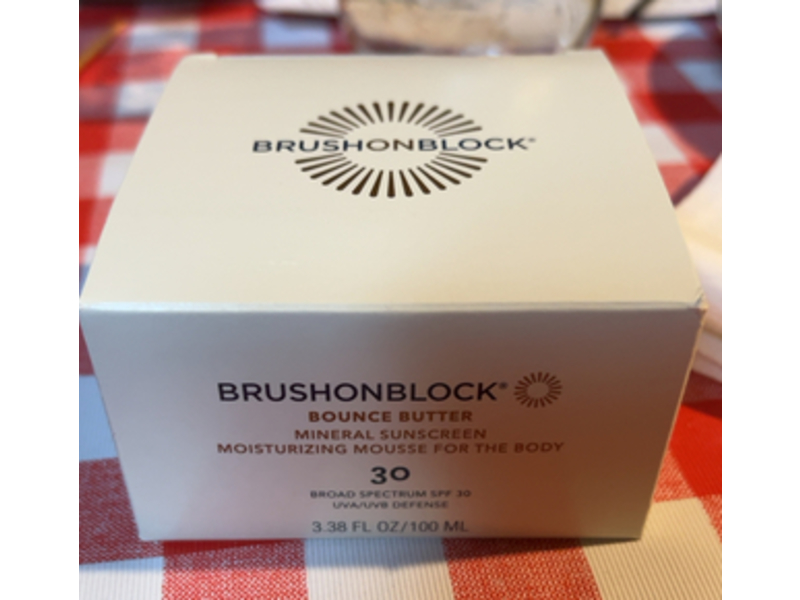 BRUSHONBLOCK®
BRUSHONBLOCK®
BOUNCE BUTTER
MINERAL SUNSCREEN
MOISTURIZING MOUSSE FOR THE BODY
30
BROAD SPECTRUM SPF 30
UVA/UVB DEFENSE
3.38 FL OZ/100 ML